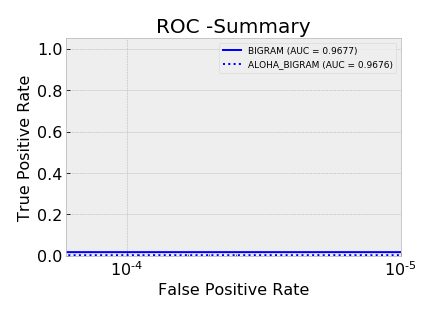 ROC -Summary
BIGRAM (AUC = 0.9677)
ALOHA_BIGRAM (AUC = 0.9676)
True Positive Rate
1.0
0.8
0.6
0.4
0.2
0.0
10⁻⁴
10⁻⁵
False Positive Rate